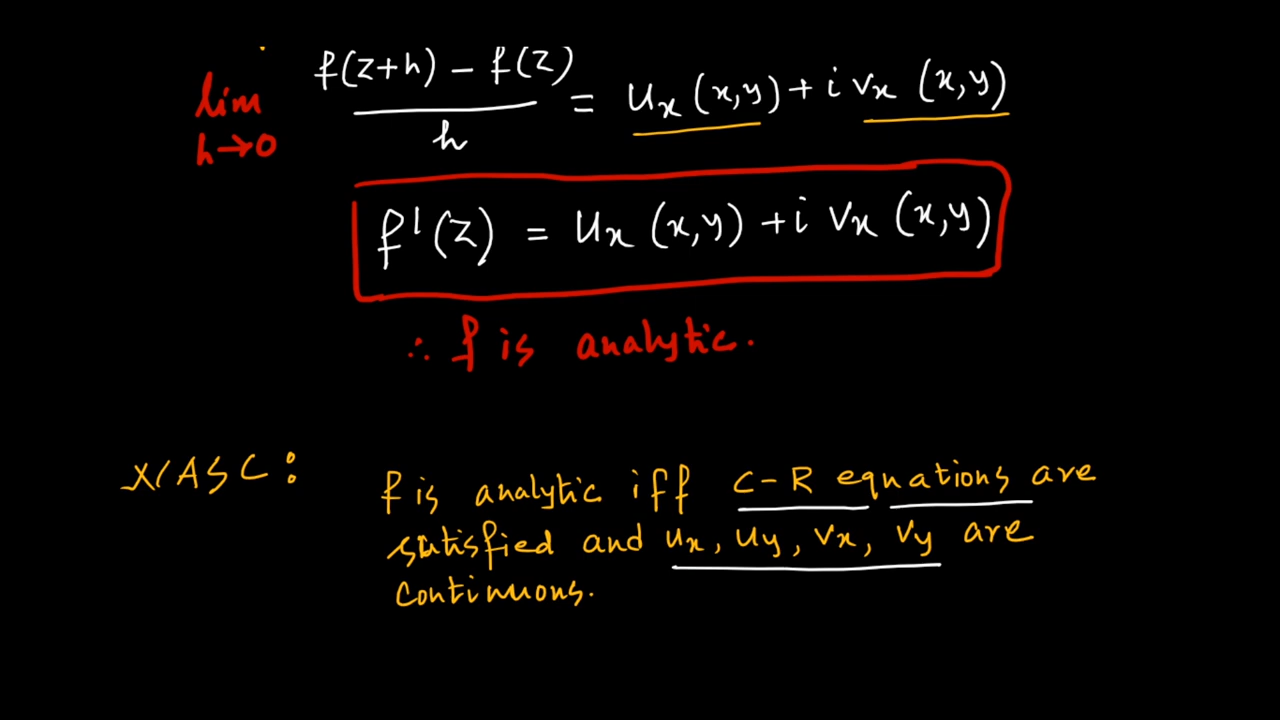 lim h→0 f(z+h) − f(z) / h = ux (x,y) + i vx (x,y)
f'(z) = ux (x,y) + i vx (x,y)
∴ f is analytic.
N/ASC: f is analytic iff C-R equations are
satisfied and ux, uy, vx, vy are
continuous.